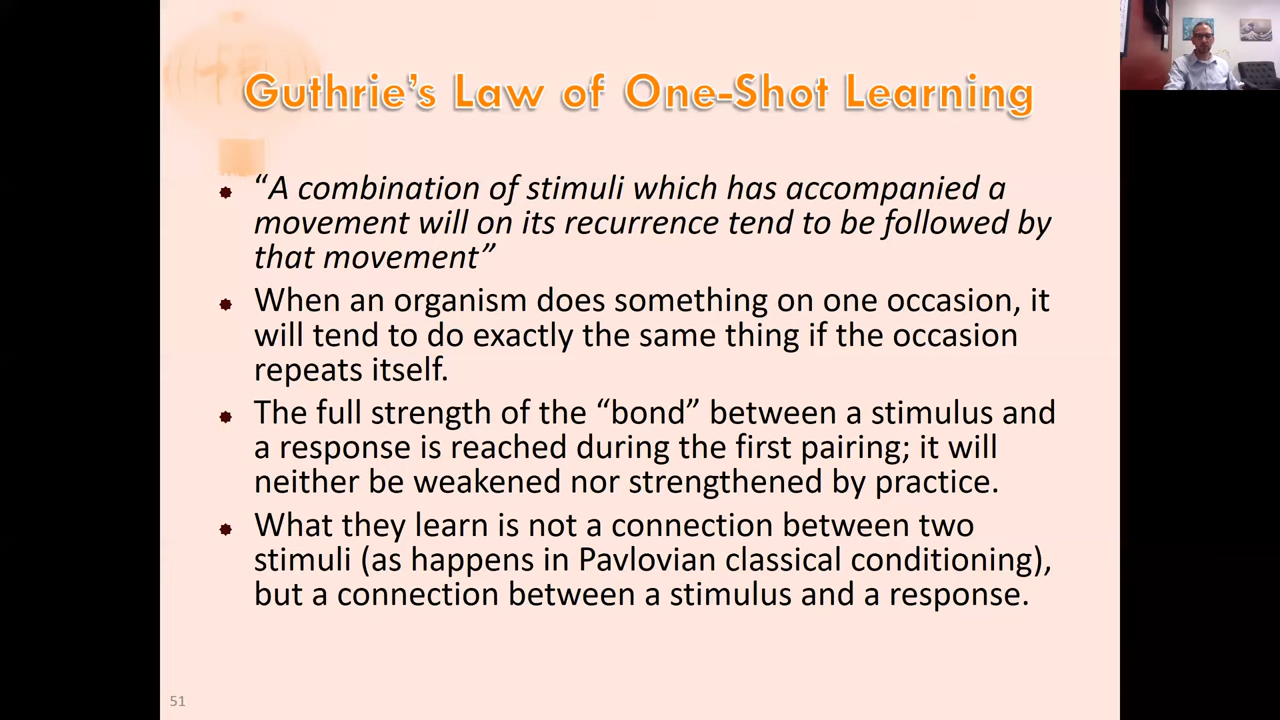 Guthrie’s Law of One-Shot Learning
“A combination of stimuli which has accompanied a
movement will on its recurrence tend to be followed by
that movement”
When an organism does something on one occasion, it
will tend to do exactly the same thing if the occasion
repeats itself.
The full strength of the “bond” between a stimulus and
a response is reached during the first pairing; it will
neither be weakened nor strengthened by practice.
What they learn is not a connection between two
stimuli (as happens in Pavlovian classical conditioning),
but a connection between a stimulus and a response.
51